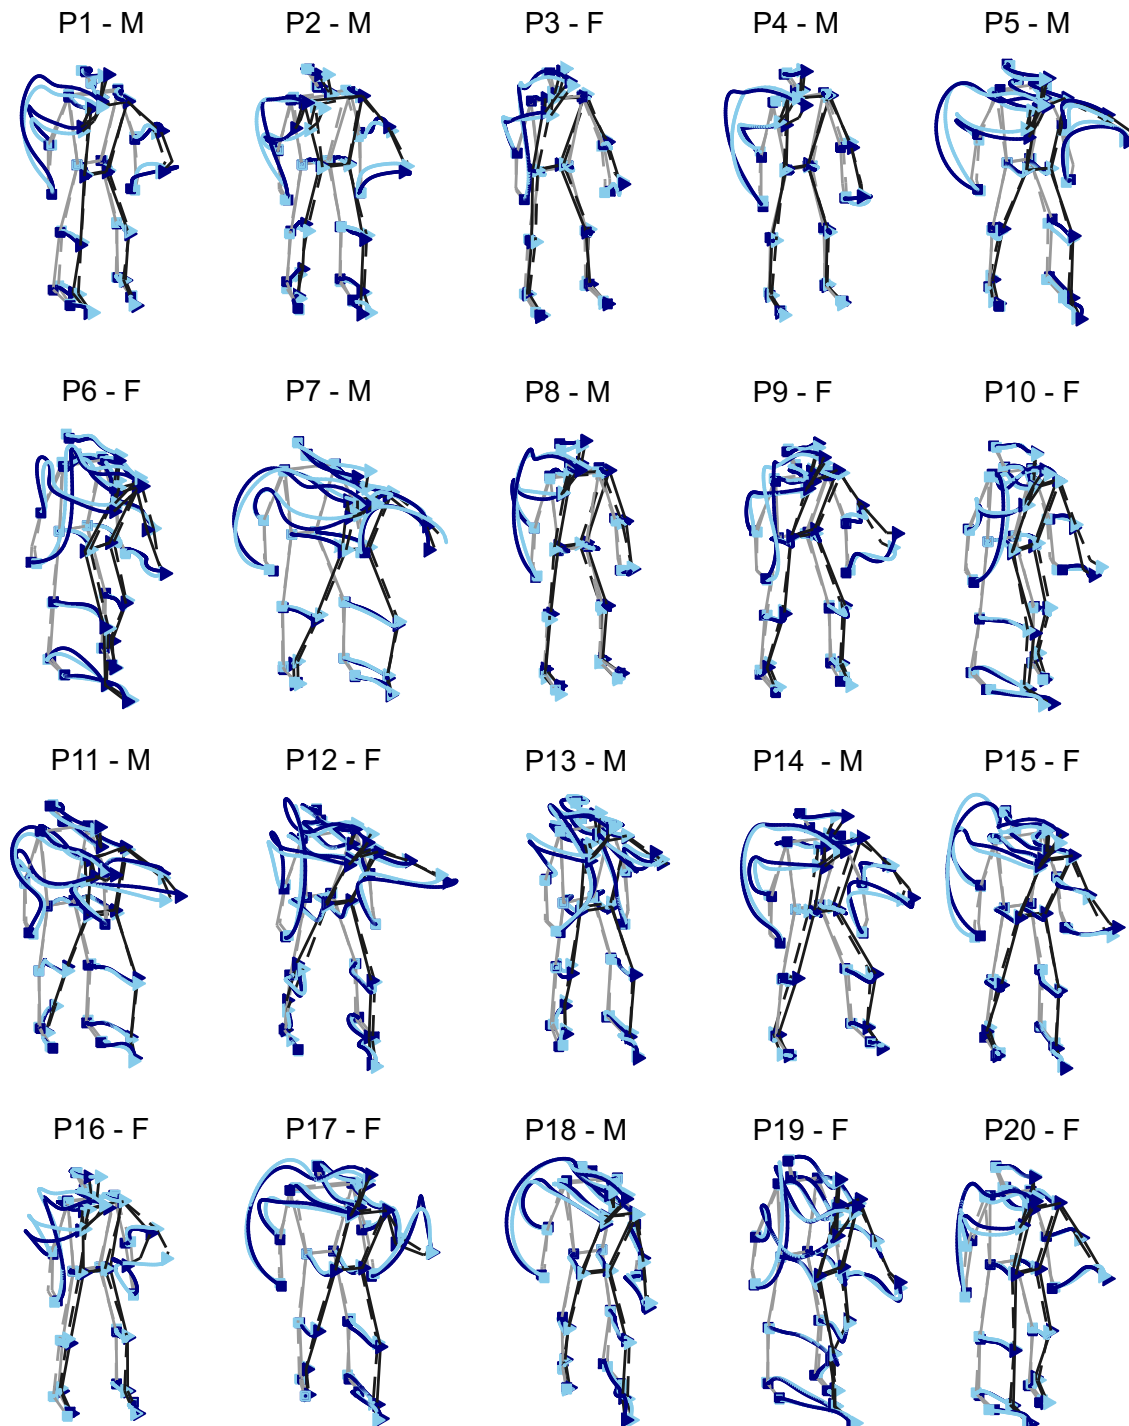 P1 - M P2 - M P3 - F P4 - M P5 - M
P6 - F P7 - M P8 - M P9 - F P10 - F
P11 - M P12 - F P13 - M P14  - M P15 - F
P16 - F P17 - F P18 - M P19 - F P20 - F